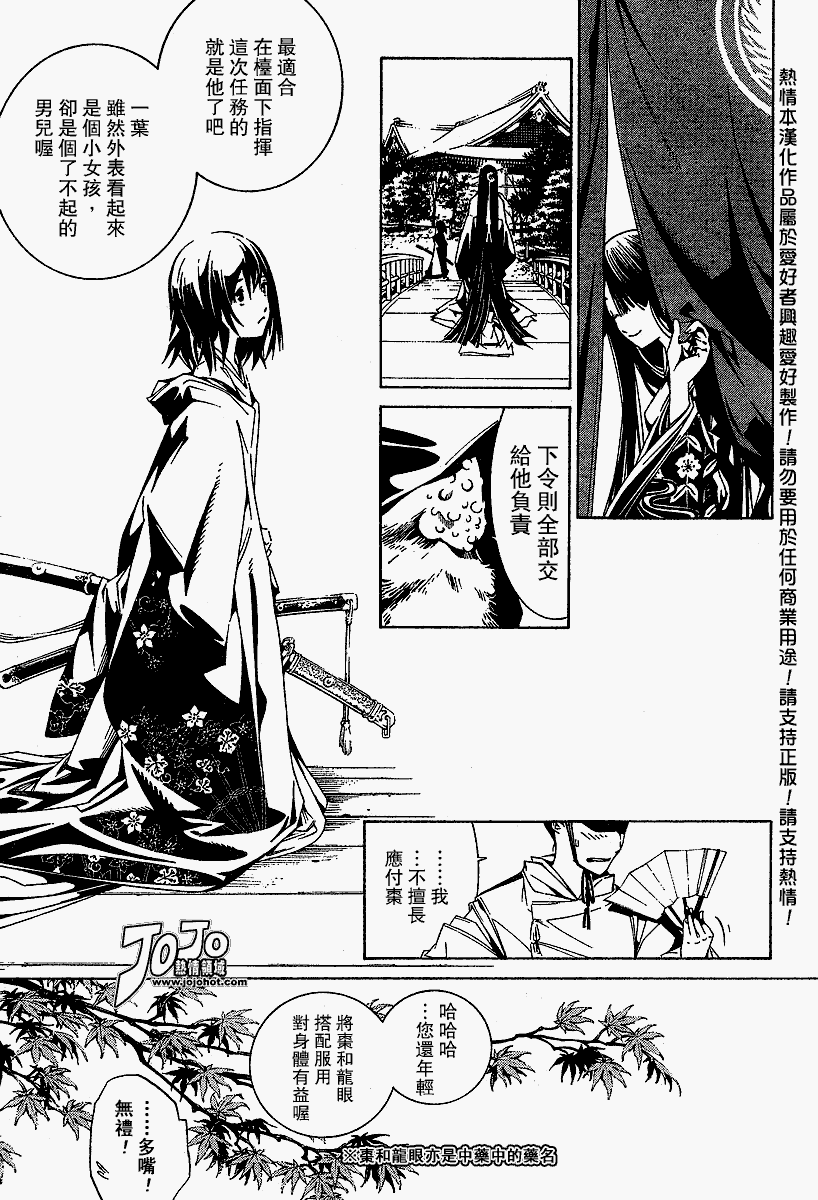 熱情本漢化作品屬於愛好者興趣愛好製作！請勿要用於任何商業用途！請支持正版！請支持熱情！
最適合
在檯面下指揮
這次任務的
就是他了吧
一葉
雖然外表看起來
是個小女孩，
卻是個了不起的
男兒喔
下令則全部交
給他負責
……我
…不擅長
應付棗
JOJO
熱情領域
www.jojohot.com
哈哈哈
…您還年輕
將棗和龍眼
搭配服用
對身體有益喔
……多嘴！
無禮！
※棗和龍眼亦是中藥中的藥名